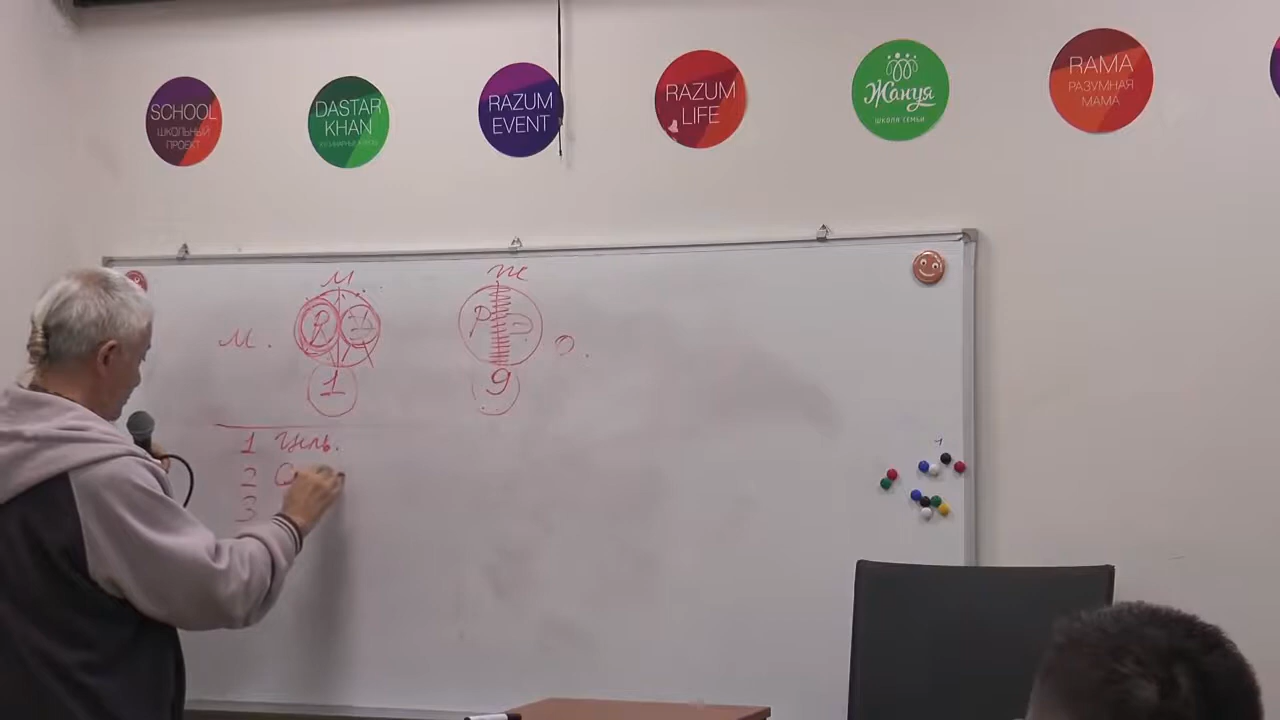 SCHOOL
ШКОЛЬНЫЙ
ПРОЕКТ
DASTAR
KHAN
RAZUM
EVENT
RAZUM
LIFE
Жануя
ШКОЛА СЕМЬИ
RAMA
РАЗУМНАЯ
МАМА
М Ж
М. Р О.
1 9
1 Цель.
2
3